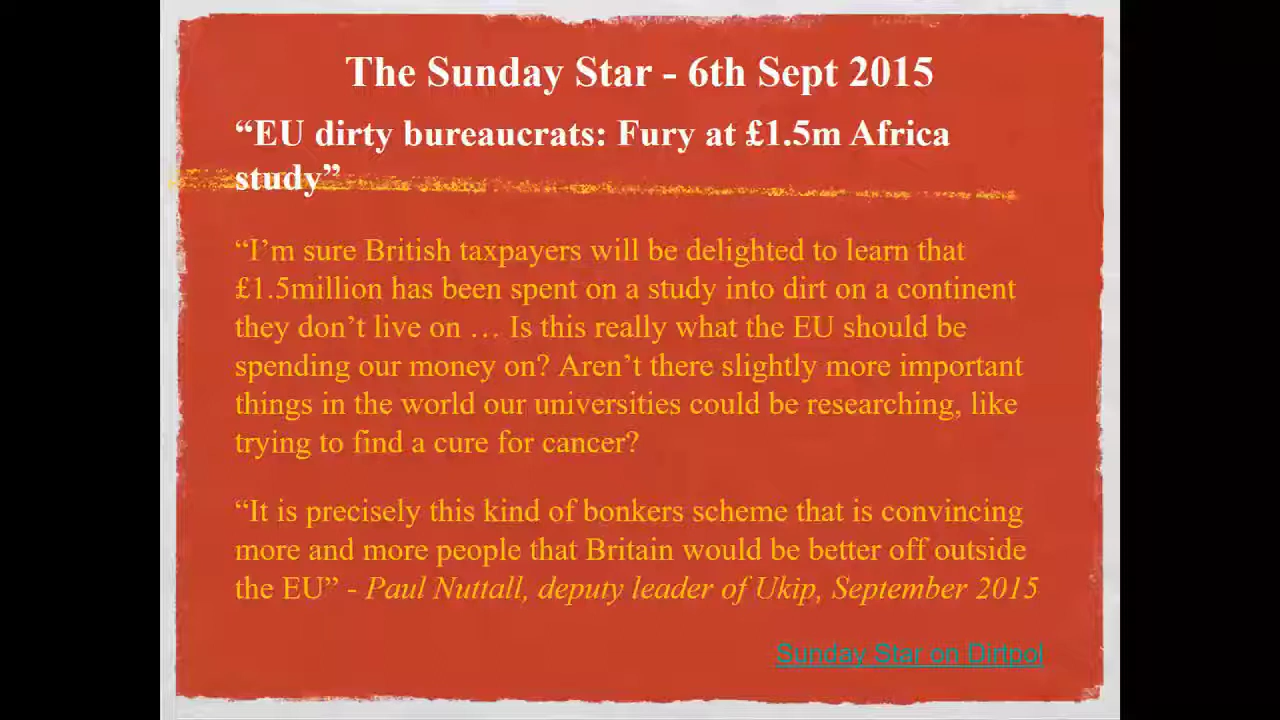 The Sunday Star - 6th Sept 2015
“EU dirty bureaucrats: Fury at £1.5m Africa
study”
“I’m sure British taxpayers will be delighted to learn that
£1.5million has been spent on a study into dirt on a continent
they don’t live on … Is this really what the EU should be
spending our money on? Aren’t there slightly more important
things in the world our universities could be researching, like
trying to find a cure for cancer?
“It is precisely this kind of bonkers scheme that is convincing
more and more people that Britain would be better off outside
the EU” - Paul Nuttall, deputy leader of Ukip, September 2015
Sunday Star on Dirtpol